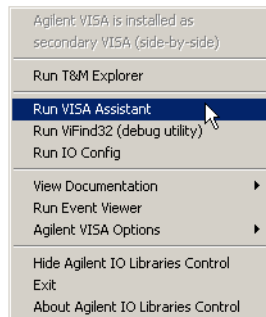 Agilent VISA is installed as
secondary VISA (side-by-side)
Run T&M Explorer
Run VISA Assistant
Run ViFind32 (debug utility)
Run IO Config
View Documentation
Run Event Viewer
Agilent VISA Options
Hide Agilent IO Libraries Control
Exit
About Agilent IO Libraries Control